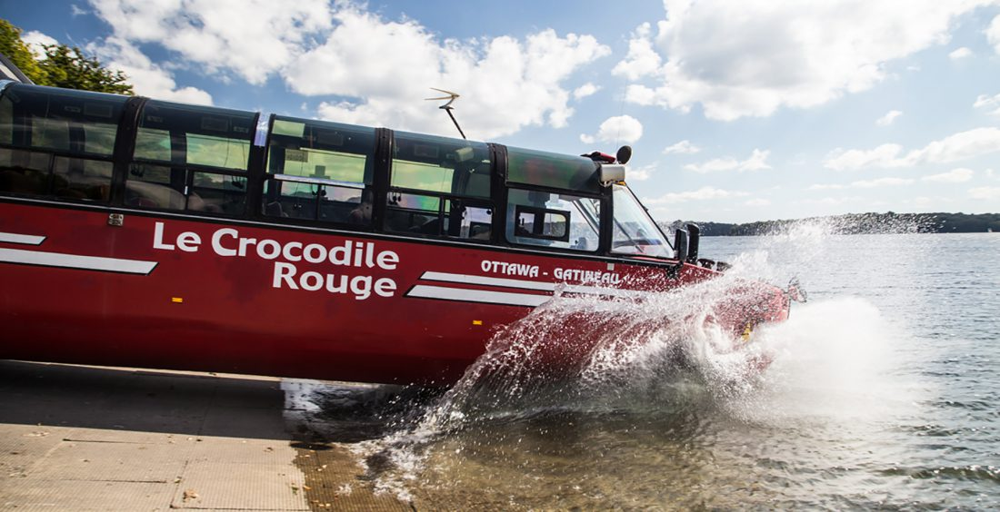 Le Crocodile
Rouge
OTTAWA - GATINEAU